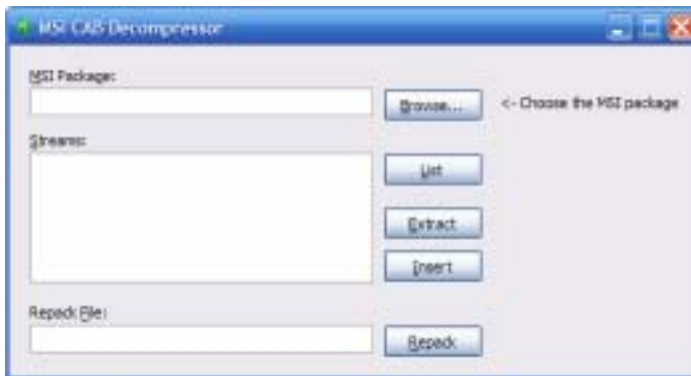 MSI CAB Decompressor
MSI Package:
Browse...
<- Choose the MSI package
Streams:
List
Extract
Insert
Repack File:
Repack